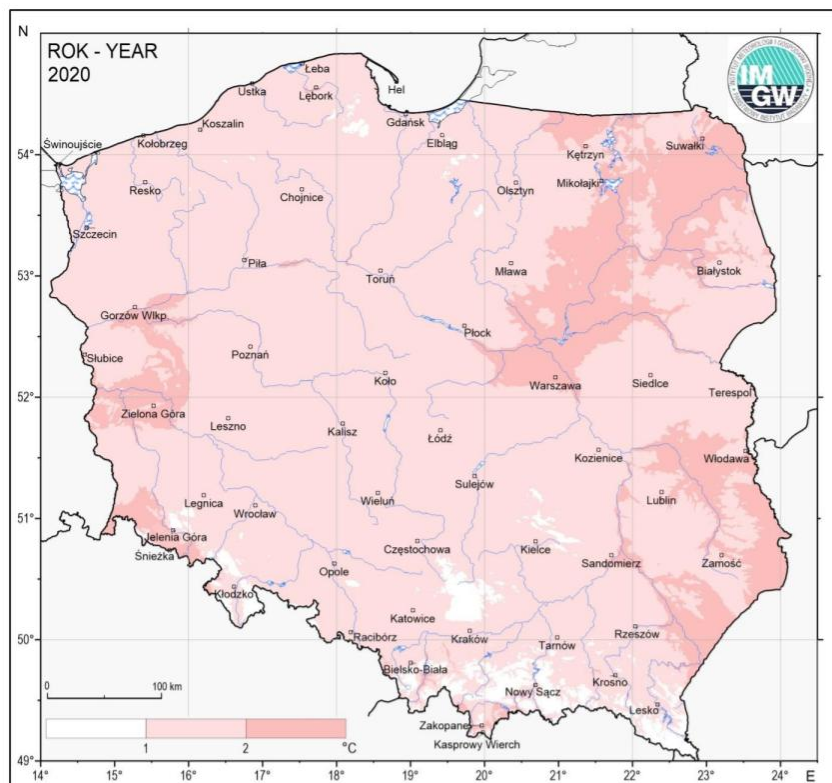 N
ROK - YEAR
2020
IM
GW
Łeba
Ustka
Lębork
Hel
Koszalin
Gdańsk
Kołobrzeg
Elbląg
Świnoujście
54°
Kętrzyn
Suwałki
Resko
Chojnice
Olsztyn
Mikołajki
Szczecin
Piła
Toruń
Mława
Białystok
53°
Gorzów Wlkp.
Płock
Słubice
Poznań
Koło
Warszawa
Siedlce
Terespol
52°
Zielona Góra
Leszno
Kalisz
Łódź
Kozienice
Włodawa
Sulejów
Legnica
Wrocław
Wieluń
Lublin
51°
Jelenia Góra
Śnieżka
Częstochowa
Kielce
Sandomierz
Zamość
Opole
Kłodzko
Katowice
50°
Racibórz
Kraków
Tarnów
Rzeszów
Bielsko-Biała
Krosno
0
100 km
Nowy Sącz
Lesko
Zakopane
Kasprowy Wierch
1
2
°C
49°
14°
15°
16°
17°
18°
19°
20°
21°
22°
23°
24°
E